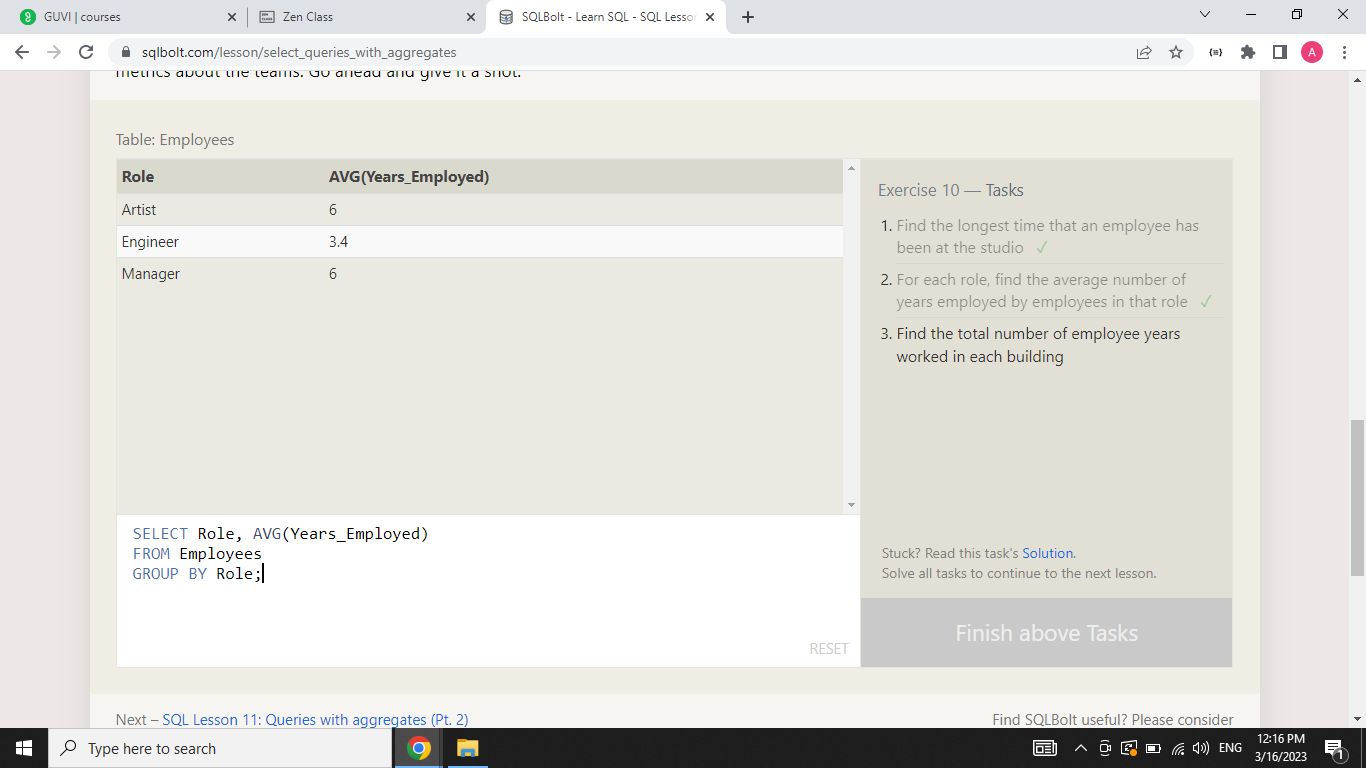 GUVI | courses
Zen Class
SQLBolt - Learn SQL - SQL Lesso
sqlbolt.com/lesson/select_queries_with_aggregates
A
metrics about the teams. Go ahead and give it a shot.
Table: Employees
Role AVG(Years_Employed)
Artist 6
Engineer 3.4
Manager 6
Exercise 10 — Tasks
1. Find the longest time that an employee has
been at the studio ✓
2. For each role, find the average number of
years employed by employees in that role ✓
3. Find the total number of employee years
worked in each building
SELECT Role, AVG(Years_Employed)
FROM Employees
GROUP BY Role;
RESET
Stuck? Read this task's Solution.
Solve all tasks to continue to the next lesson.
Finish above Tasks
Next – SQL Lesson 11: Queries with aggregates (Pt. 2)
Find SQLBolt useful? Please consider
Type here to search
ENG
12:16 PM
3/16/2023
1